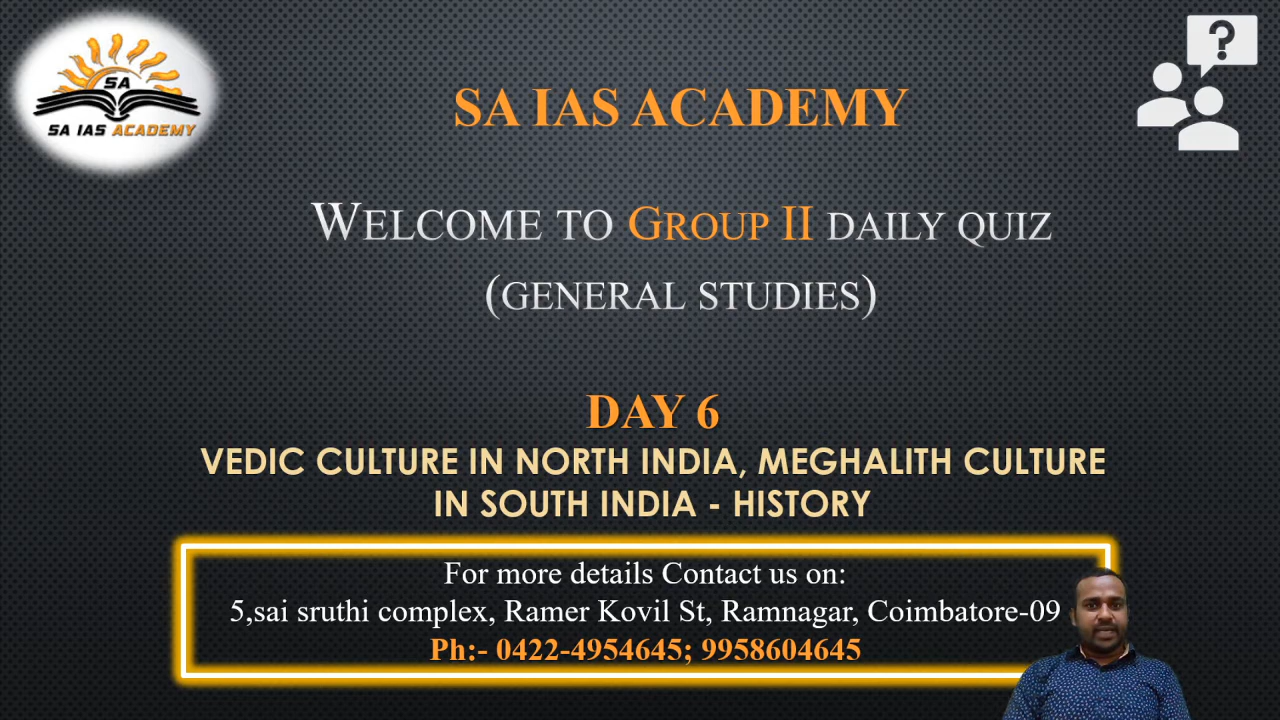 SA
SA IAS ACADEMY
?
SA IAS ACADEMY
WELCOME TO GROUP II DAILY QUIZ
(GENERAL STUDIES)
DAY 6
VEDIC CULTURE IN NORTH INDIA, MEGHALITH CULTURE
IN SOUTH INDIA - HISTORY
For more details Contact us on:
5,sai sruthi complex, Ramer Kovil St, Ramnagar, Coimbatore-09
Ph:- 0422-4954645; 9958604645